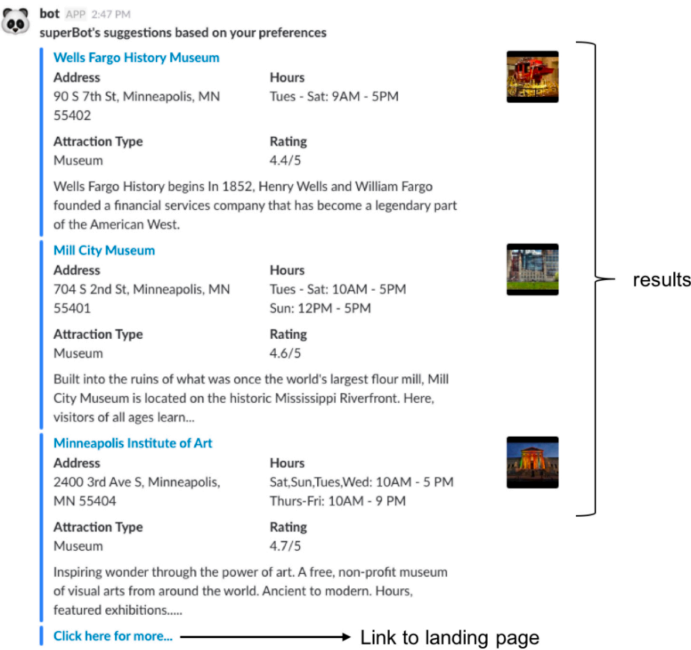 bot APP 2:47 PM
superBot's suggestions based on your preferences
Wells Fargo History Museum
Address Hours
90 S 7th St, Minneapolis, MN Tues - Sat: 9AM - 5PM
55402
Attraction Type Rating
Museum 4.4/5
Wells Fargo History begins In 1852, Henry Wells and William Fargo
founded a financial services company that has become a legendary part
of the American West.
Mill City Museum
Address Hours
704 S 2nd St, Minneapolis, MN Tues - Sat: 10AM - 5PM
55401 Sun: 12PM - 5PM
results
Attraction Type Rating
Museum 4.6/5
Built into the ruins of what was once the world's largest flour mill, Mill
City Museum is located on the historic Mississippi Riverfront. Here,
visitors of all ages learn...
Minneapolis Institute of Art
Address Hours
2400 3rd Ave S, Minneapolis, Sat,Sun,Tues,Wed: 10AM - 5 PM
MN 55404 Thurs-Fri: 10AM - 9 PM
Attraction Type Rating
Museum 4.7/5
Inspiring wonder through the power of art. A free, non-profit museum
of visual arts from around the world. Ancient to modern. Hours,
featured exhibitions.....
Click here for more... Link to landing page